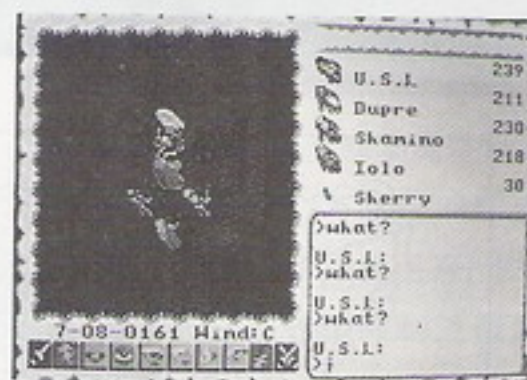 U.S.I. 239
Dupre 211
Shamino 230
Iolo 218
Sherry 30
>what?
U.S.I:
>what?
U.S.I:
>what?
U.S.I:
>
7-08-0161 Wind:C